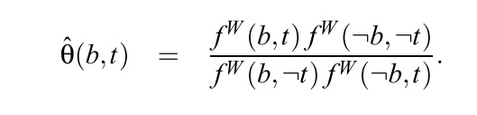 θ̂(b,t) = f^W(b,t) f^W(¬b,¬t) / f^W(b,¬t) f^W(¬b,t).